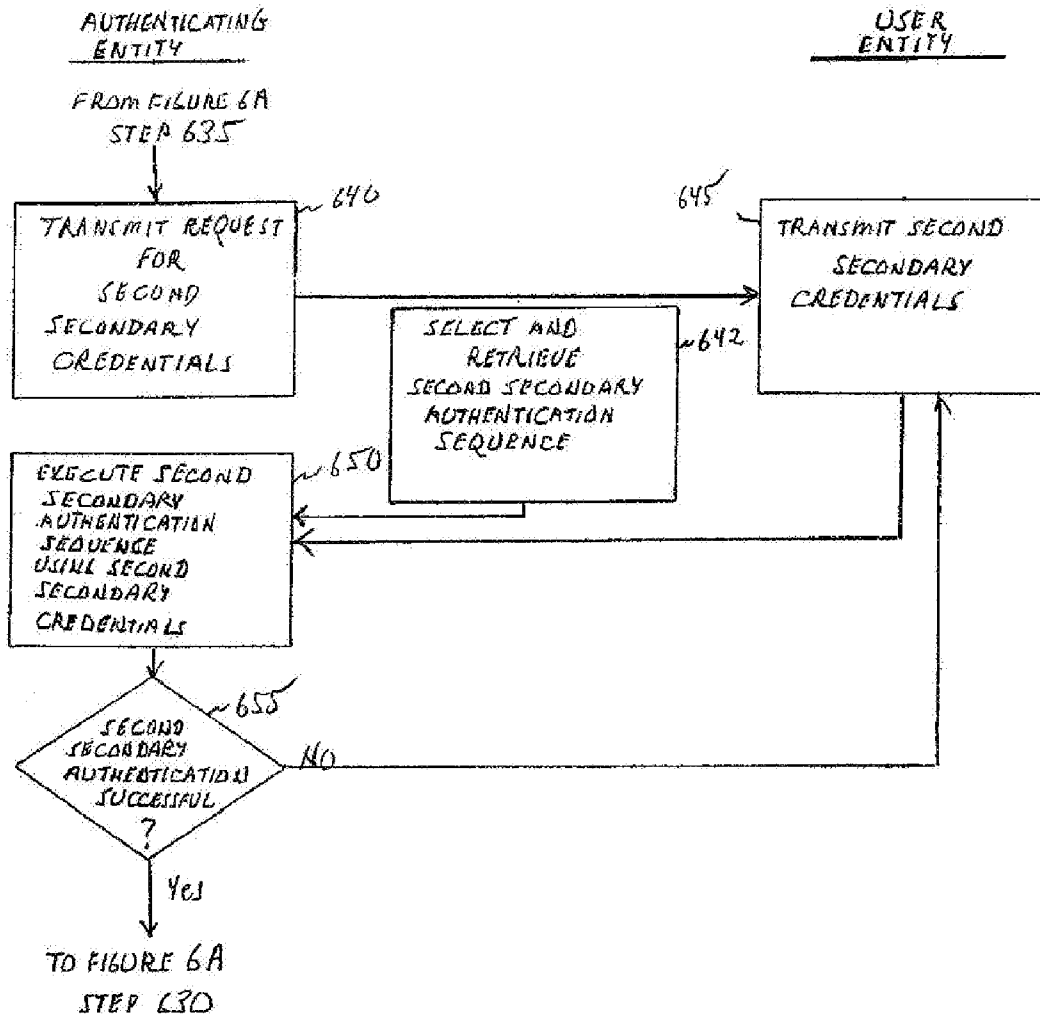 AUTHENTICATING
ENTITY
USER
ENTITY
FROM FIGURE 6A
STEP 635
640
TRANSMIT REQUEST
FOR
SECOND
SECONDARY
CREDENTIALS
645
TRANSMIT SECOND
SECONDARY
CREDENTIALS
642
SELECT AND
RETRIEVE
SECOND SECONDARY
AUTHENTICATION
SEQUENCE
650
EXECUTE SECOND
SECONDARY
AUTHENTICATION
SEQUENCE
USING SECOND
SECONDARY
CREDENTIALS
655
SECOND
SECONDARY
AUTHENTICATION
SUCCESSFUL
?
NO
Yes
TO FIGURE 6A
STEP 630